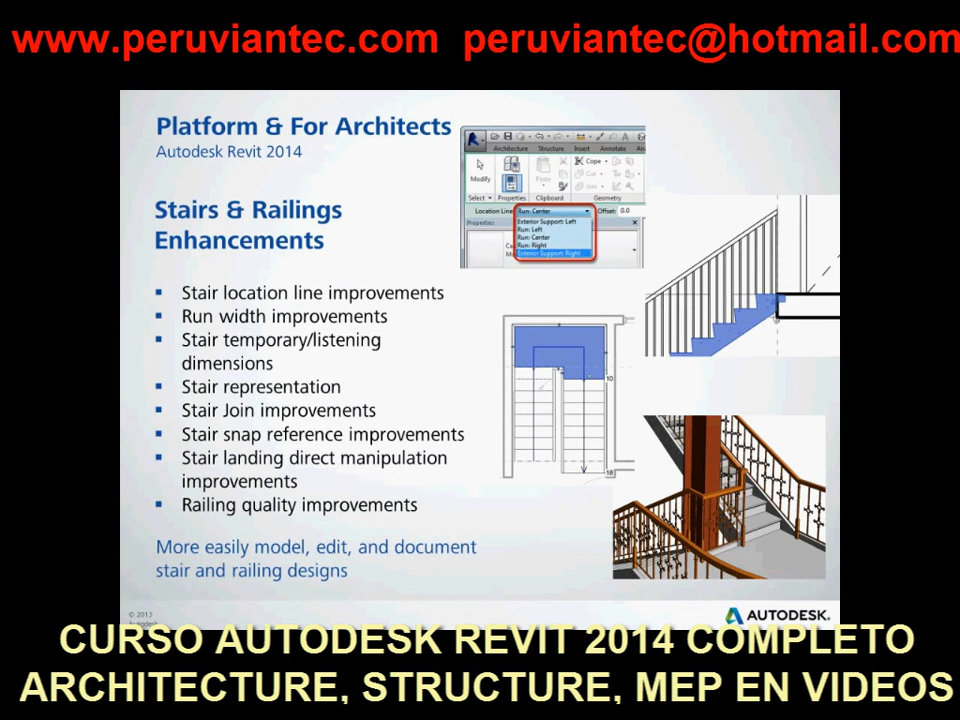 www.peruviantec.com peruviantec@hotmail.com
Platform & For Architects
Autodesk Revit 2014
Stairs & Railings
Enhancements
Stair location line improvements
Run width improvements
Stair temporary/listening
dimensions
Stair representation
Stair Join improvements
Stair snap reference improvements
Stair landing direct manipulation
improvements
Railing quality improvements
More easily model, edit, and document
stair and railing designs
Architecture Structure Insert Annotate
Modify Paste Cope
Cut
Join
Select Properties Clipboard Geometry
Location Line: Run: Center Offset: 0.0
Exterior Support: Left
Run: Left
Run: Center
Run: Right
Exterior Support: Right
Properties
10
18
© 2013
Autodesk
AUTODESK.
CURSO AUTODESK REVIT 2014 COMPLETO
ARCHITECTURE, STRUCTURE, MEP EN VIDEOS